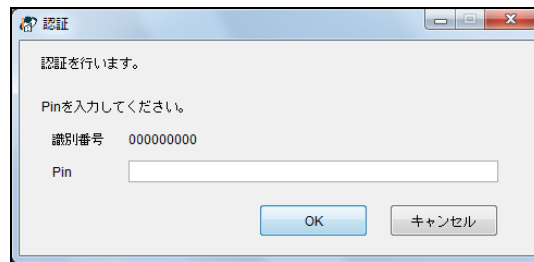 認証
認証を行います。
Pinを入力してください。
識別番号 000000000
Pin
OK キャンセル